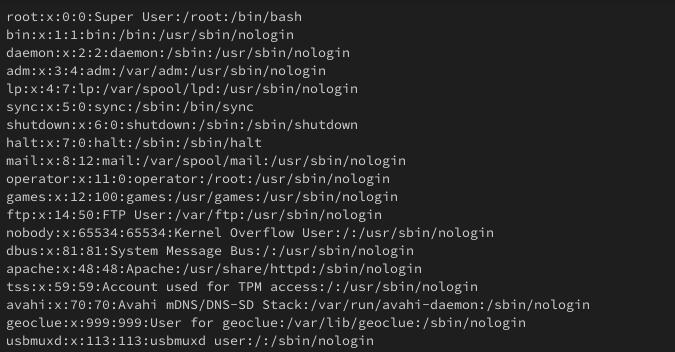 root:x:0:0:Super User:/root:/bin/bash
bin:x:1:1:bin:/bin:/usr/sbin/nologin
daemon:x:2:2:daemon:/sbin:/usr/sbin/nologin
adm:x:3:4:adm:/var/adm:/usr/sbin/nologin
lp:x:4:7:lp:/var/spool/lpd:/usr/sbin/nologin
sync:x:5:0:sync:/sbin:/bin/sync
shutdown:x:6:0:shutdown:/sbin:/sbin/shutdown
halt:x:7:0:halt:/sbin:/sbin/halt
mail:x:8:12:mail:/var/spool/mail:/usr/sbin/nologin
operator:x:11:0:operator:/root:/usr/sbin/nologin
games:x:12:100:games:/usr/games:/usr/sbin/nologin
ftp:x:14:50:FTP User:/var/ftp:/usr/sbin/nologin
nobody:x:65534:65534:Kernel Overflow User:/:/usr/sbin/nologin
dbus:x:81:81:System Message Bus:/:/usr/sbin/nologin
apache:x:48:48:Apache:/usr/share/httpd:/sbin/nologin
tss:x:59:59:Account used for TPM access:/:/usr/sbin/nologin
avahi:x:70:70:Avahi mDNS/DNS-SD Stack:/var/run/avahi-daemon:/sbin/nologin
geoclue:x:999:999:User for geoclue:/var/lib/geoclue:/sbin/nologin
usbmuxd:x:113:113:usbmuxd user:/:/sbin/nologin